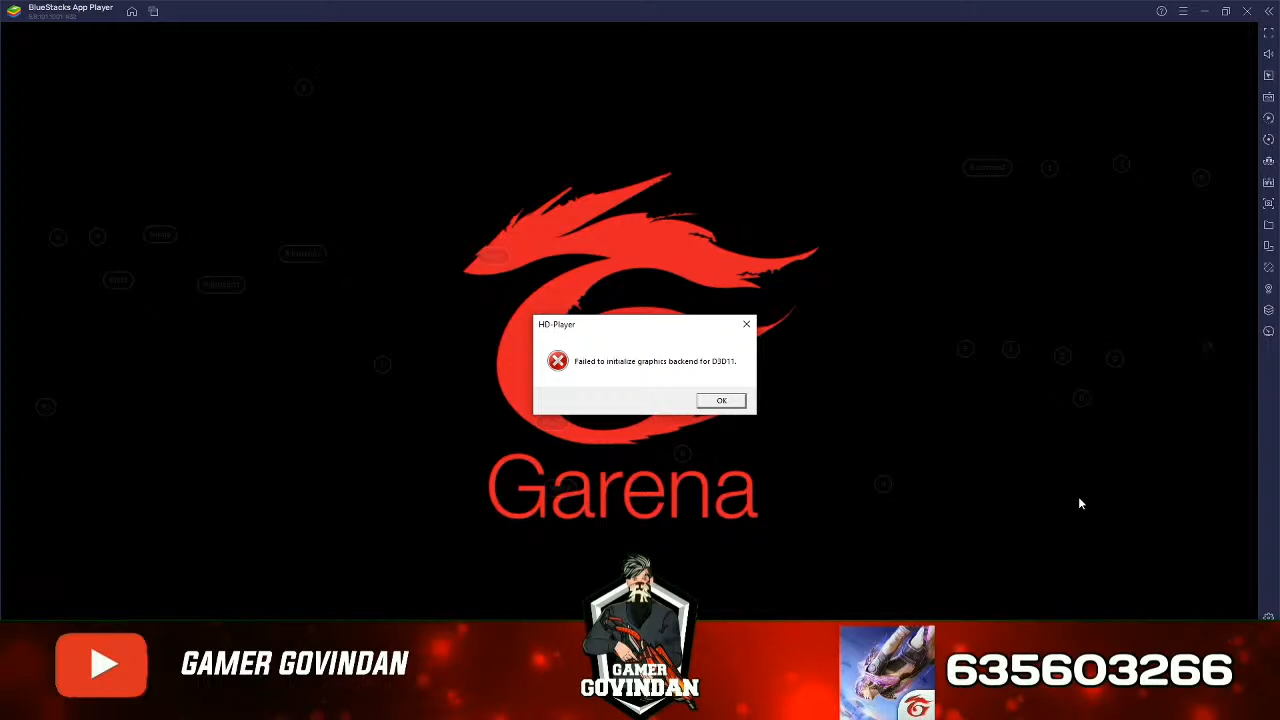 BlueStacks App Player
HD-Player
Failed to initialize graphics backend for D3D11.
OK
Garena
GAMER GOVINDAN
GAMER
GOVINDAN
635603266